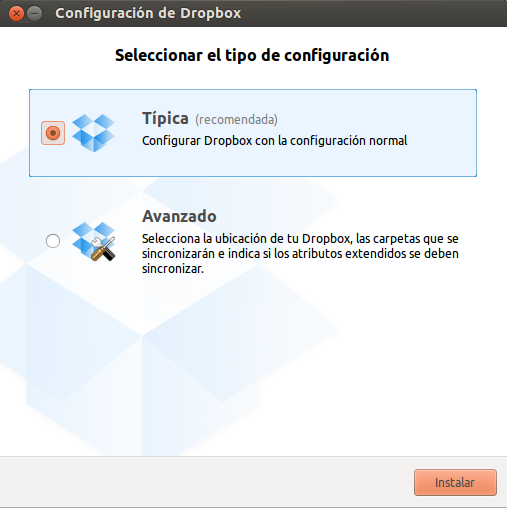 Configuración de Dropbox
Seleccionar el tipo de configuración
Típica (recomendada)
Configurar Dropbox con la configuración normal
Avanzado
Selecciona la ubicación de tu Dropbox, las carpetas que se
sincronizarán e indica si los atributos extendidos se deben
sincronizar.
Instalar